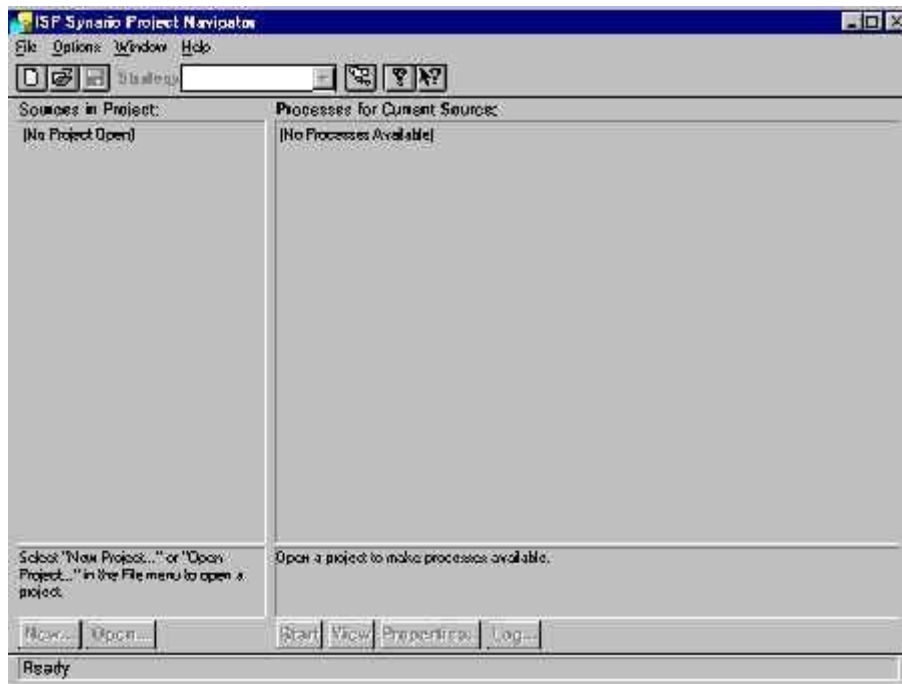 ISP Synario Project Navigator
File Options Window Help
Strategy
Sources in Project:
Processes for Current Source:
(No Project Open)
(No Processes Available)
Select "New Project..." or "Open
Project..." in the File menu to open a
project.
Open a project to make processes available.
New... Open...
Start View Properties... Log...
Ready